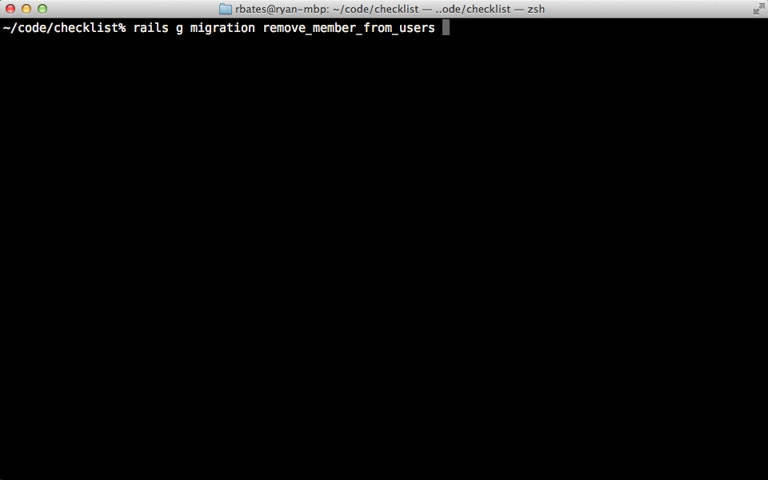 rbates@ryan-mbp: ~/code/checklist — ..ode/checklist — zsh
~/code/checklist% rails g migration remove_member_from_users